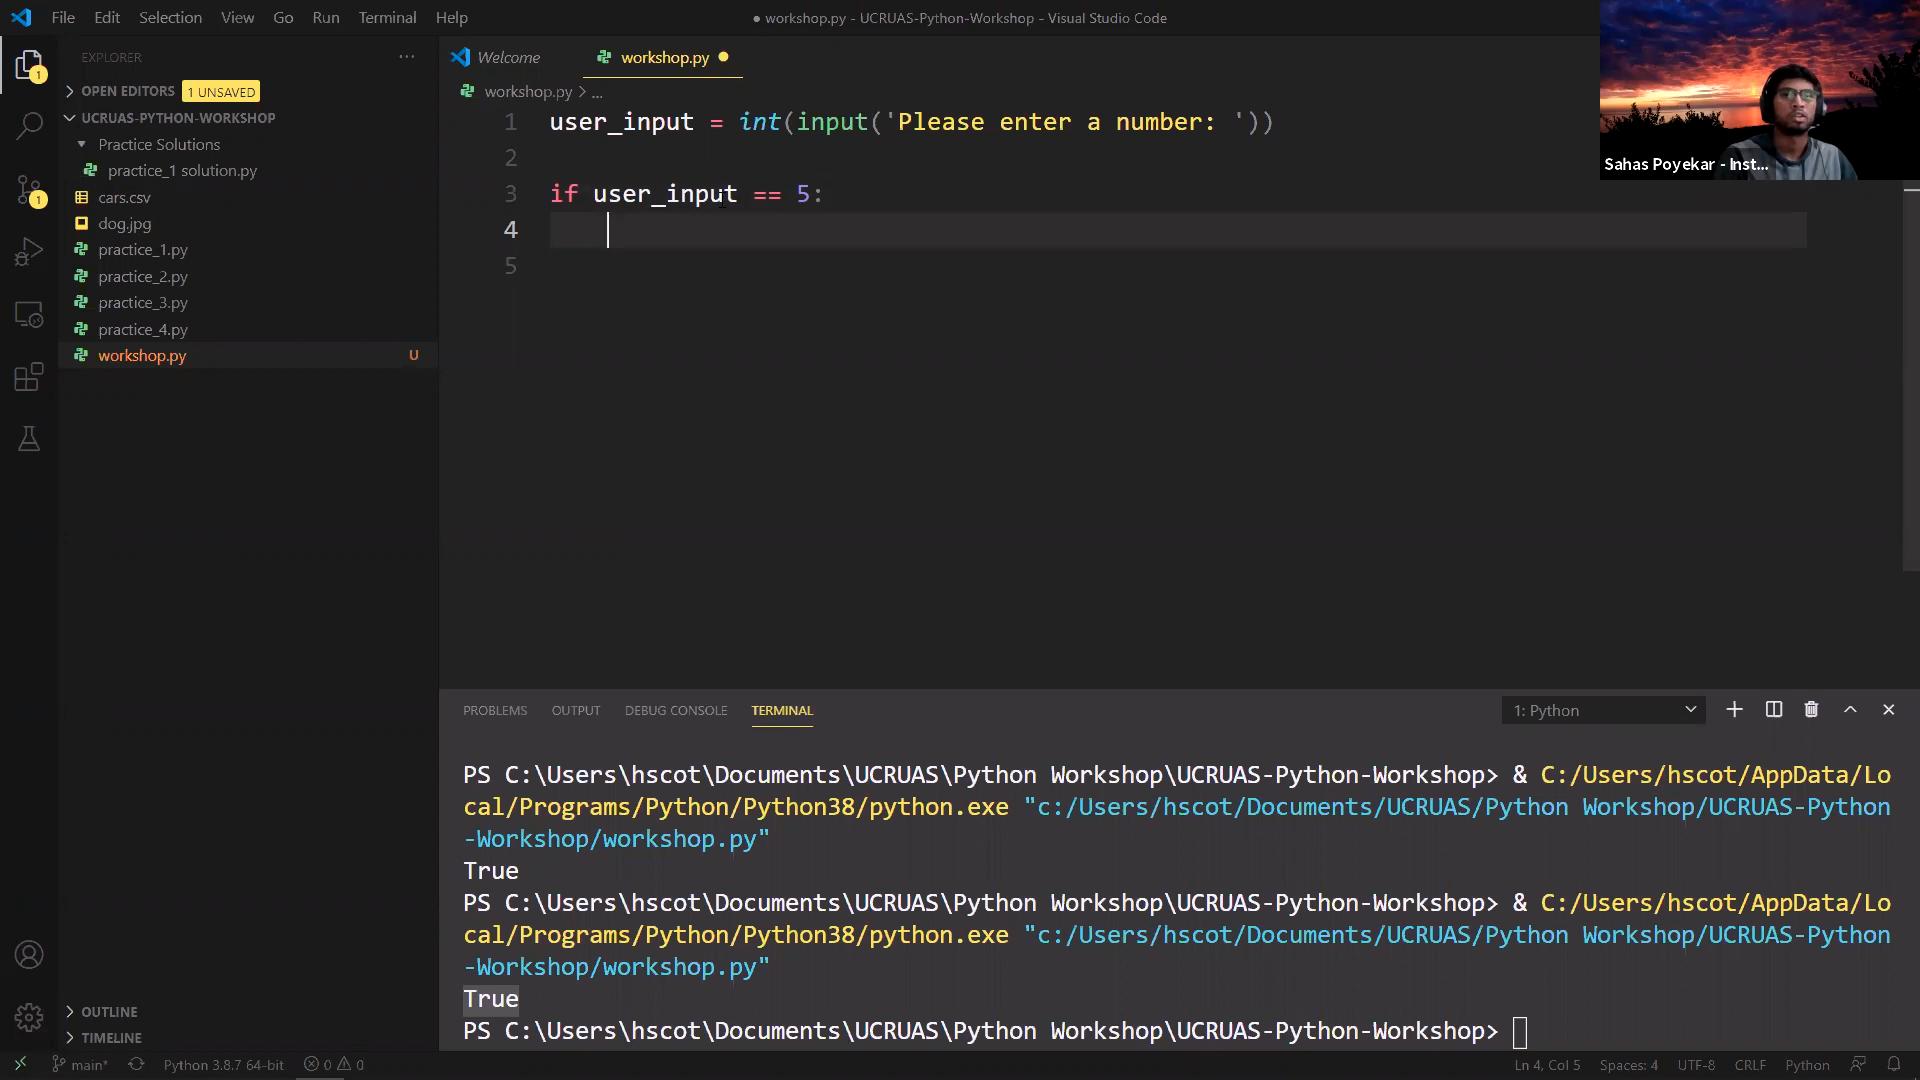 File Edit Selection View Go Run Terminal Help
● workshop.py - UCRUAS-Python-Workshop - Visual Studio Code
EXPLORER
OPEN EDITORS 1 UNSAVED
UCRUAS-PYTHON-WORKSHOP
Practice Solutions
practice_1 solution.py
cars.csv
dog.jpg
practice_1.py
practice_2.py
practice_3.py
practice_4.py
workshop.py U
OUTLINE
TIMELINE
1
1
Welcome
workshop.py
workshop.py > ...
1 user_input = int(input('Please enter a number: '))
2
3 if user_input == 5:
4
5
Sahas Poyekar - Inst...
PROBLEMS OUTPUT DEBUG CONSOLE TERMINAL
1: Python
PS C:\Users\hscot\Documents\UCRUAS\Python Workshop\UCRUAS-Python-Workshop> & C:/Users/hscot/AppData/Lo
cal/Programs/Python/Python38/python.exe "c:/Users/hscot/Documents/UCRUAS/Python Workshop/UCRUAS-Python
-Workshop/workshop.py"
True
PS C:\Users\hscot\Documents\UCRUAS\Python Workshop\UCRUAS-Python-Workshop> & C:/Users/hscot/AppData/Lo
cal/Programs/Python/Python38/python.exe "c:/Users/hscot/Documents/UCRUAS/Python Workshop/UCRUAS-Python
-Workshop/workshop.py"
True
PS C:\Users\hscot\Documents\UCRUAS\Python Workshop\UCRUAS-Python-Workshop>
main* Python 3.8.7 64-bit 0 0
Ln 4, Col 5 Spaces: 4 UTF-8 CRLF Python